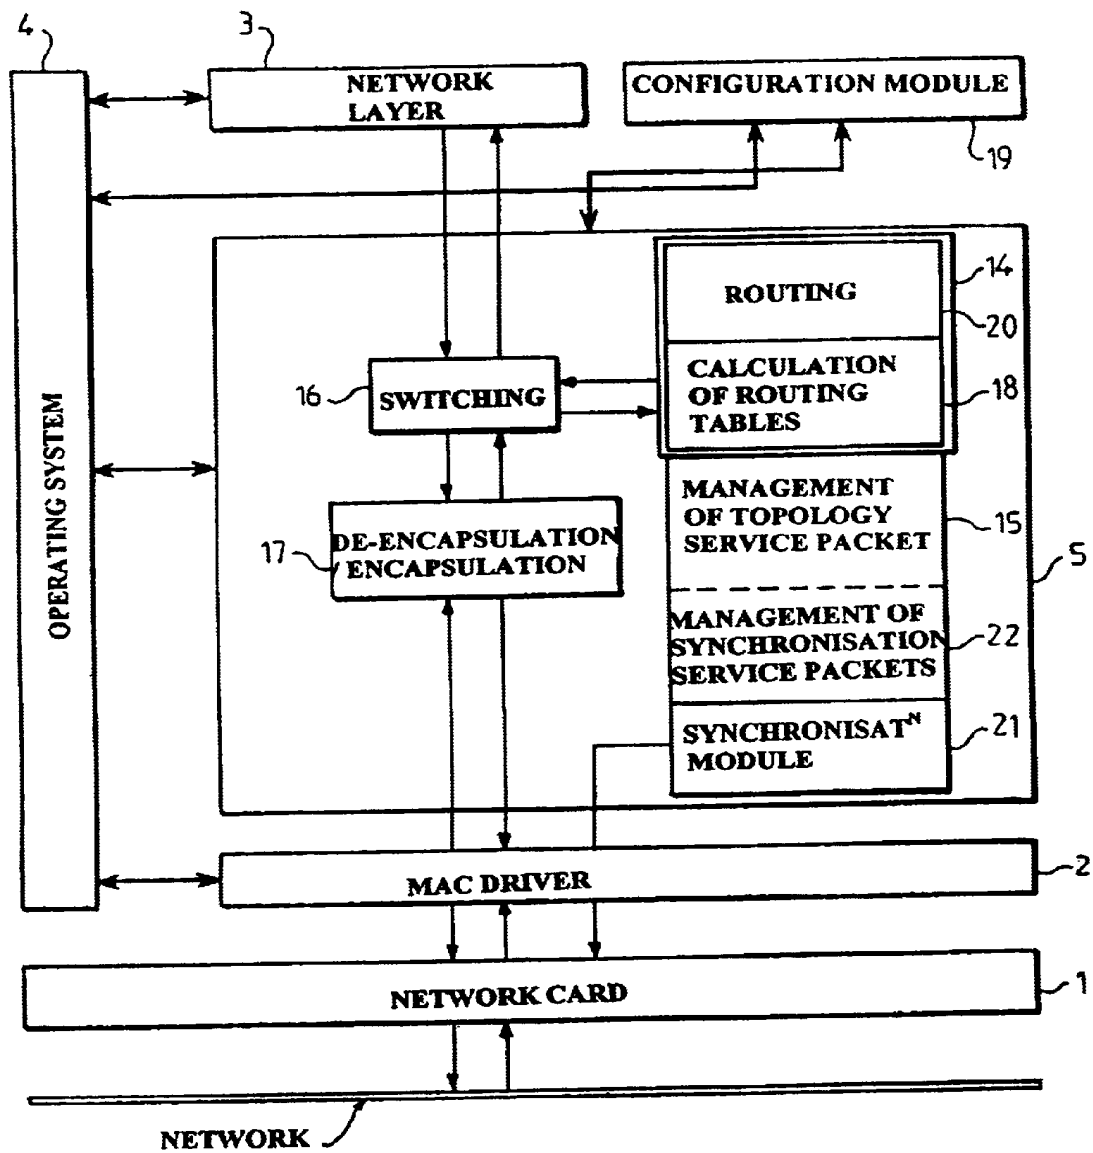 4
3
NETWORK
LAYER
CONFIGURATION MODULE
19
OPERATING SYSTEM
ROUTING
14
20
CALCULATION
OF ROUTING
TABLES
18
16
SWITCHING
MANAGEMENT
OF TOPOLOGY
SERVICE PACKET
15
17
DE-ENCAPSULATION
ENCAPSULATION
5
MANAGEMENT OF
SYNCHRONISATION
SERVICE PACKETS
22
SYNCHRONISATN
MODULE
21
MAC DRIVER
2
NETWORK CARD
1
NETWORK